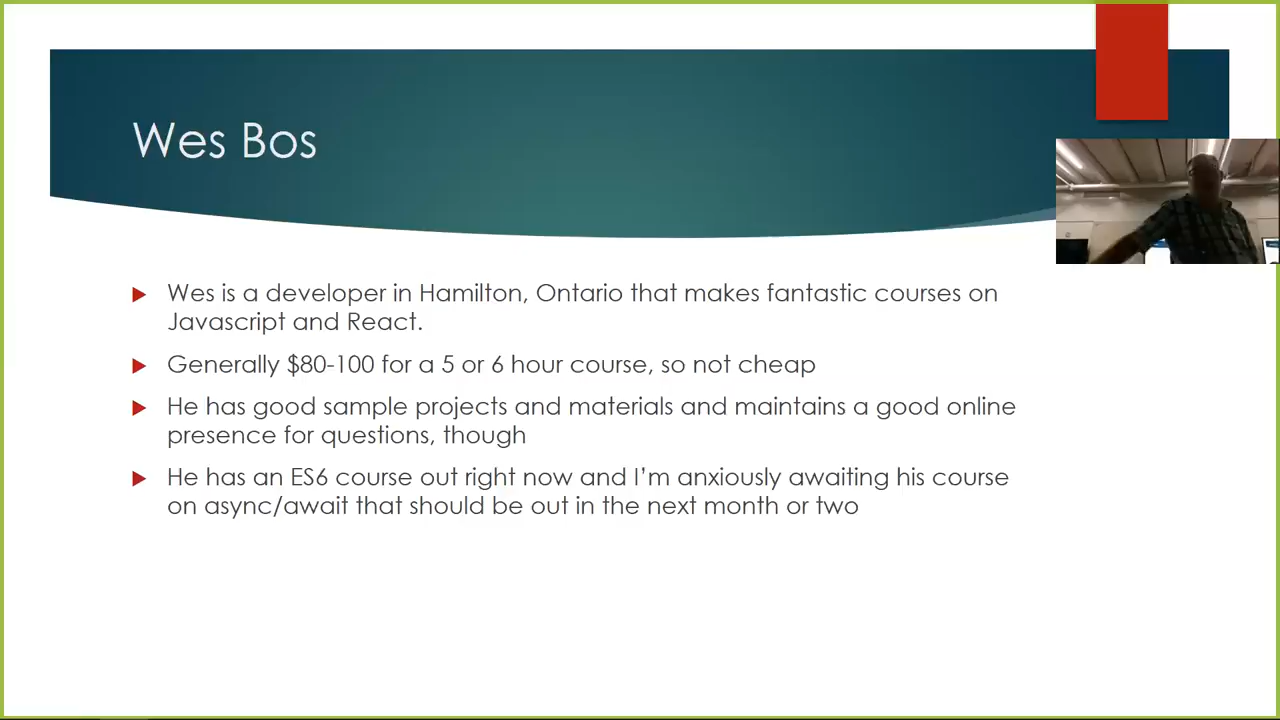 Wes Bos
Wes is a developer in Hamilton, Ontario that makes fantastic courses on
Javascript and React.
Generally $80-100 for a 5 or 6 hour course, so not cheap
He has good sample projects and materials and maintains a good online
presence for questions, though
He has an ES6 course out right now and I'm anxiously awaiting his course
on async/await that should be out in the next month or two